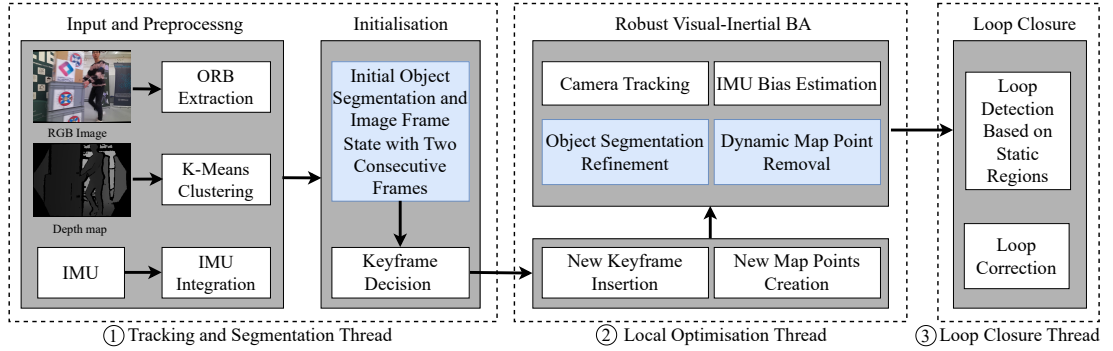 Input and Preprocessng
RGB Image
ORB
Extraction
Depth map
K-Means
Clustering
IMU
IMU
Integration
Initialisation
Initial Object
Segmentation and
Image Frame
State with Two
Consecutive
Frames
Keyframe
Decision
① Tracking and Segmentation Thread
Robust Visual-Inertial BA
Camera Tracking
IMU Bias Estimation
Object Segmentation
Refinement
Dynamic Map Point
Removal
New Keyframe
Insertion
New Map Points
Creation
② Local Optimisation Thread
Loop Closure
Loop
Detection
Based on
Static
Regions
Loop
Correction
③ Loop Closure Thread